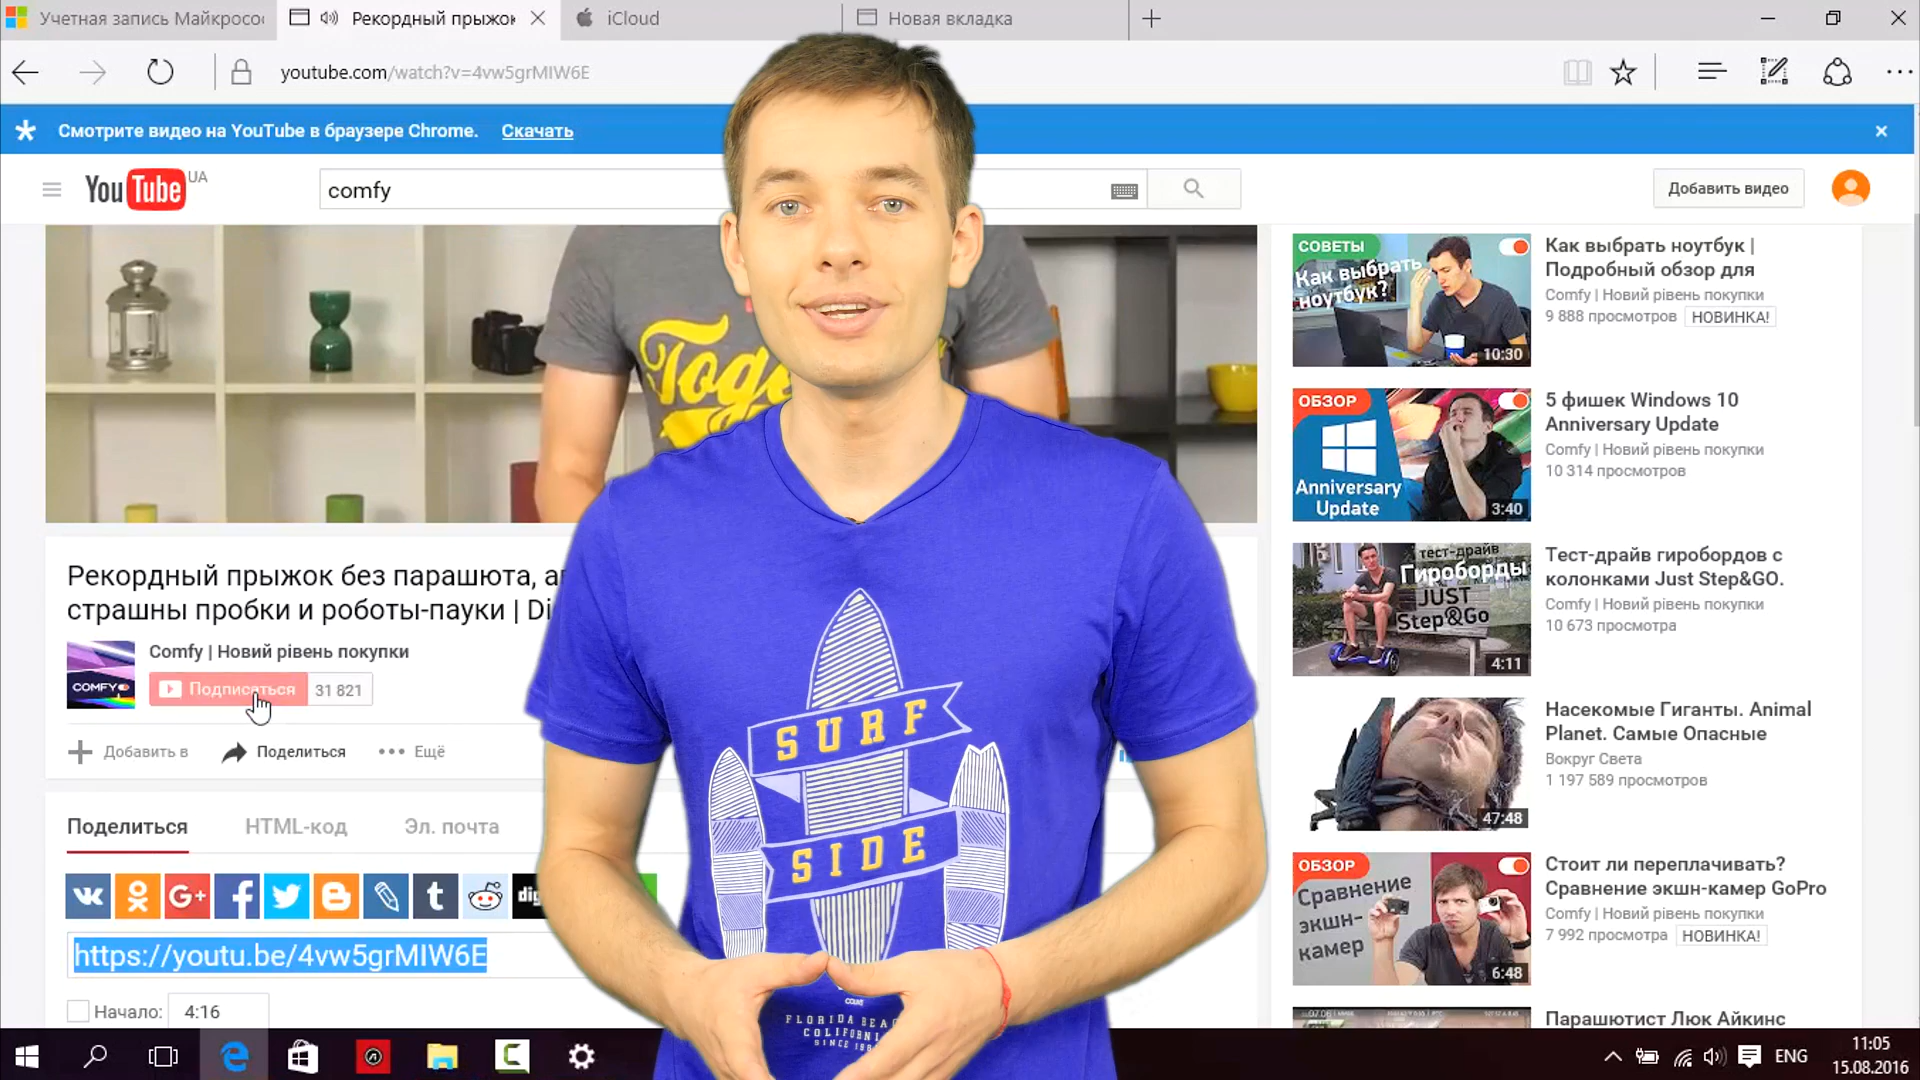 Учетная запись Майкросо
Рекордный прыжок
iCloud
Новая вкладка
youtube.com/watch?v=4vw5grMIW6E
Смотрите видео на YouTube в браузере Chrome. Скачать
YouTube UA
comfy
Добавить видео
Toge
Рекордный прыжок без парашюта, а
страшны пробки и роботы-пауки | Di
Comfy | Новий рівень покупки
COMFY
Подписаться
31 821
Добавить в
Поделиться
Ещё
Поделиться
HTML-код
Эл. почта
digg
https://youtu.be/4vw5grMIW6E
Начало: 4:16
SURF
SIDE
COUNT
FLORIDA BEA
CALIFORNI
СОВЕТЫ
Как выбрать
ноутбук?
10:30
Как выбрать ноутбук |
Подробный обзор для
Comfy | Новий рівень покупки
9 888 просмотров НОВИНКА!
ОБЗОР
Anniversary
Update
3:40
5 фишек Windows 10
Anniversary Update
Comfy | Новий рівень покупки
10 314 просмотров
тест-драйв
Гироборды
JUST
Step&Go
4:11
Тест-драйв гиробордов с
колонками Just Step&GO.
Comfy | Новий рівень покупки
10 673 просмотра
47:48
Насекомые Гиганты. Animal
Planet. Самые Опасные
Вокруг Света
1 197 589 просмотров
ОБЗОР
Сравнение
экшн-
камер
6:48
Стоит ли переплачивать?
Сравнение экшн-камер GoPro
Comfy | Новий рівень покупки
7 992 просмотра НОВИНКА!
Парашютист Люк Айкинс
ENG
11:05
15.08.2016